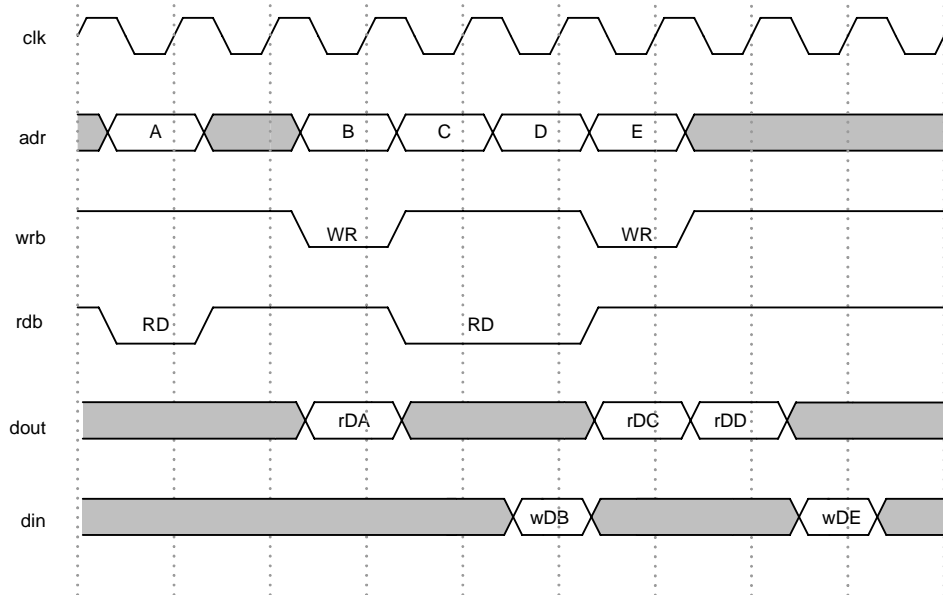 clk
adr A B C D E
wrb WR WR
rdb RD RD
dout rDA rDC rDD
din wDB wDE